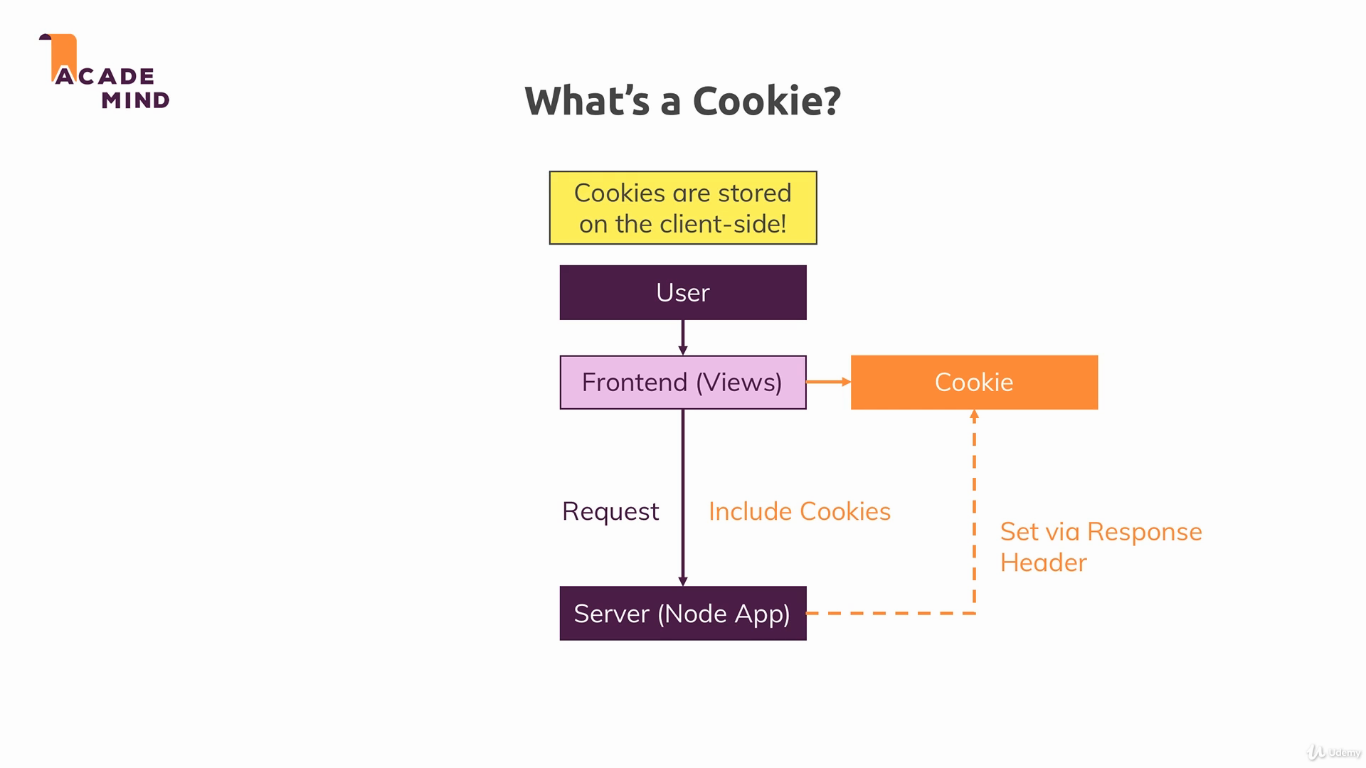 ACADE
MIND
What's a Cookie?
Cookies are stored
on the client-side!
User
Frontend (Views)
Cookie
Request
Include Cookies
Set via Response
Header
Server (Node App)
Udemy